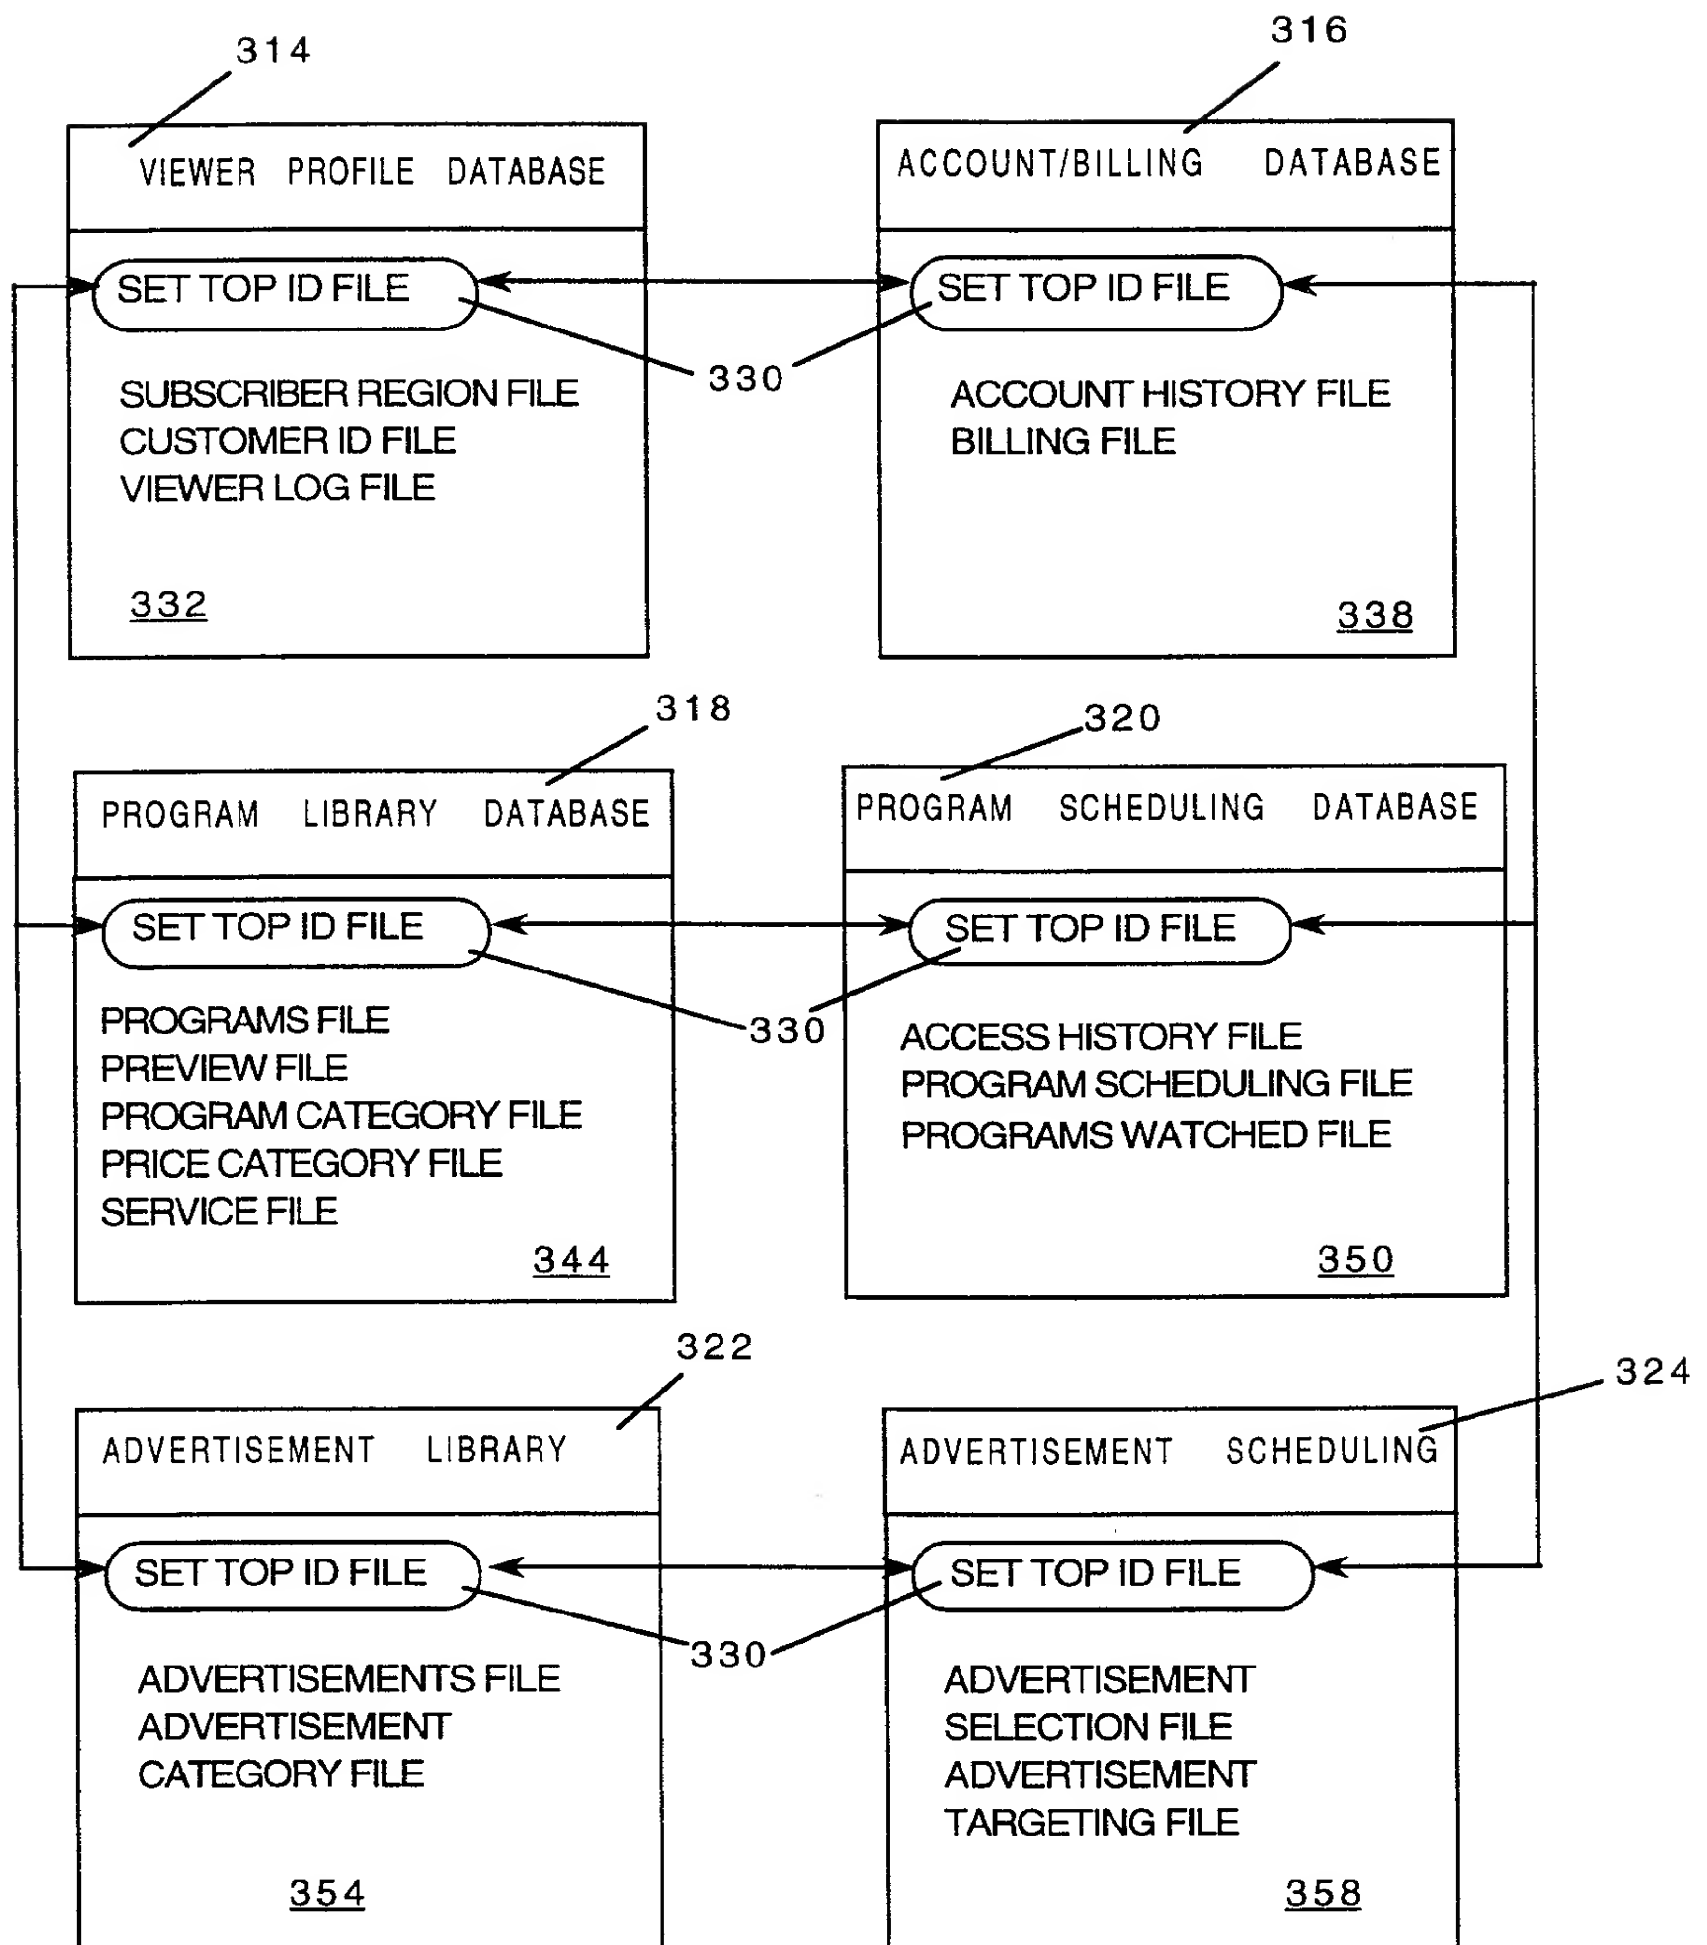 314
316
VIEWER PROFILE DATABASE
SET TOP ID FILE
SUBSCRIBER REGION FILE
CUSTOMER ID FILE
VIEWER LOG FILE
332
ACCOUNT/BILLING DATABASE
SET TOP ID FILE
330
ACCOUNT HISTORY FILE
BILLING FILE
338
318
320
PROGRAM LIBRARY DATABASE
SET TOP ID FILE
PROGRAMS FILE
PREVIEW FILE
PROGRAM CATEGORY FILE
PRICE CATEGORY FILE
SERVICE FILE
344
PROGRAM SCHEDULING DATABASE
SET TOP ID FILE
330
ACCESS HISTORY FILE
PROGRAM SCHEDULING FILE
PROGRAMS WATCHED FILE
350
322
324
ADVERTISEMENT LIBRARY
SET TOP ID FILE
ADVERTISEMENTS FILE
ADVERTISEMENT
CATEGORY FILE
354
ADVERTISEMENT SCHEDULING
SET TOP ID FILE
330
ADVERTISEMENT
SELECTION FILE
ADVERTISEMENT
TARGETING FILE
358